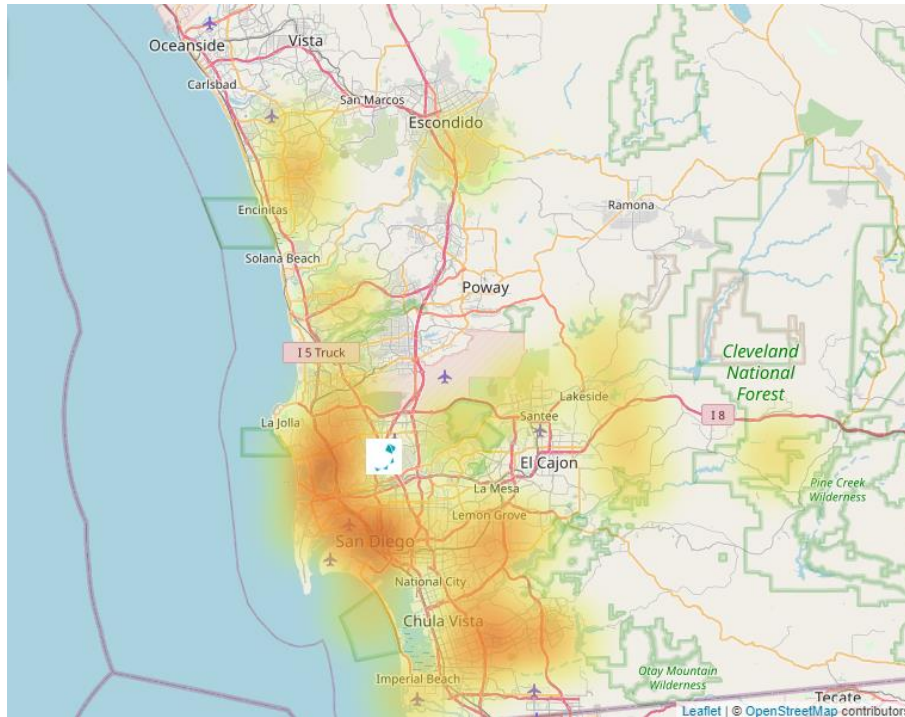 Oceanside
Vista
Carlsbad
San Marcos
Escondido
Encinitas
Ramona
Solana Beach
Poway
I 5 Truck
Cleveland
National
Forest
La Jolla
Lakeside
Santee
I 8
El Cajon
La Mesa
Pine Creek
Wilderness
Lemon Grove
San Diego
National City
Chula Vista
Imperial Beach
Otay Mountain
Wilderness
Tecate
Leaflet | © OpenStreetMap contributors